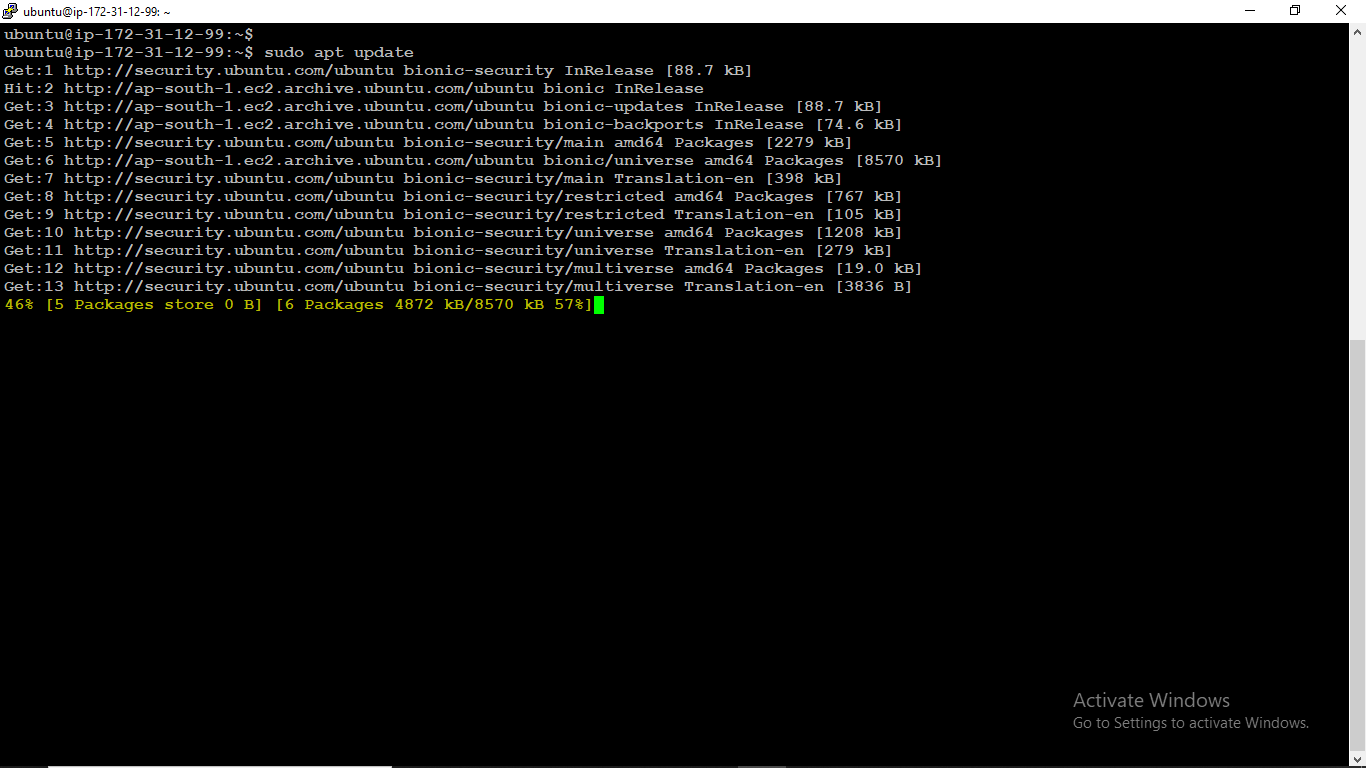 ubuntu@ip-172-31-12-99: ~
ubuntu@ip-172-31-12-99:~$
ubuntu@ip-172-31-12-99:~$ sudo apt update
Get:1 http://security.ubuntu.com/ubuntu bionic-security InRelease [88.7 kB]
Hit:2 http://ap-south-1.ec2.archive.ubuntu.com/ubuntu bionic InRelease
Get:3 http://ap-south-1.ec2.archive.ubuntu.com/ubuntu bionic-updates InRelease [88.7 kB]
Get:4 http://ap-south-1.ec2.archive.ubuntu.com/ubuntu bionic-backports InRelease [74.6 kB]
Get:5 http://security.ubuntu.com/ubuntu bionic-security/main amd64 Packages [2279 kB]
Get:6 http://ap-south-1.ec2.archive.ubuntu.com/ubuntu bionic/universe amd64 Packages [8570 kB]
Get:7 http://security.ubuntu.com/ubuntu bionic-security/main Translation-en [398 kB]
Get:8 http://security.ubuntu.com/ubuntu bionic-security/restricted amd64 Packages [767 kB]
Get:9 http://security.ubuntu.com/ubuntu bionic-security/restricted Translation-en [105 kB]
Get:10 http://security.ubuntu.com/ubuntu bionic-security/universe amd64 Packages [1208 kB]
Get:11 http://security.ubuntu.com/ubuntu bionic-security/universe Translation-en [279 kB]
Get:12 http://security.ubuntu.com/ubuntu bionic-security/multiverse amd64 Packages [19.0 kB]
Get:13 http://security.ubuntu.com/ubuntu bionic-security/multiverse Translation-en [3836 B]
46% [5 Packages store 0 B] [6 Packages 4872 kB/8570 kB 57%]
Activate Windows
Go to Settings to activate Windows.